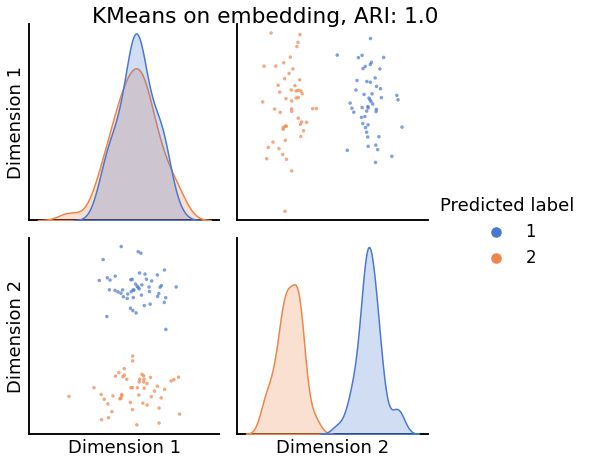 KMeans on embedding, ARI: 1.0
Dimension 1
Predicted label
1
2
Dimension 2
Dimension 1
Dimension 2